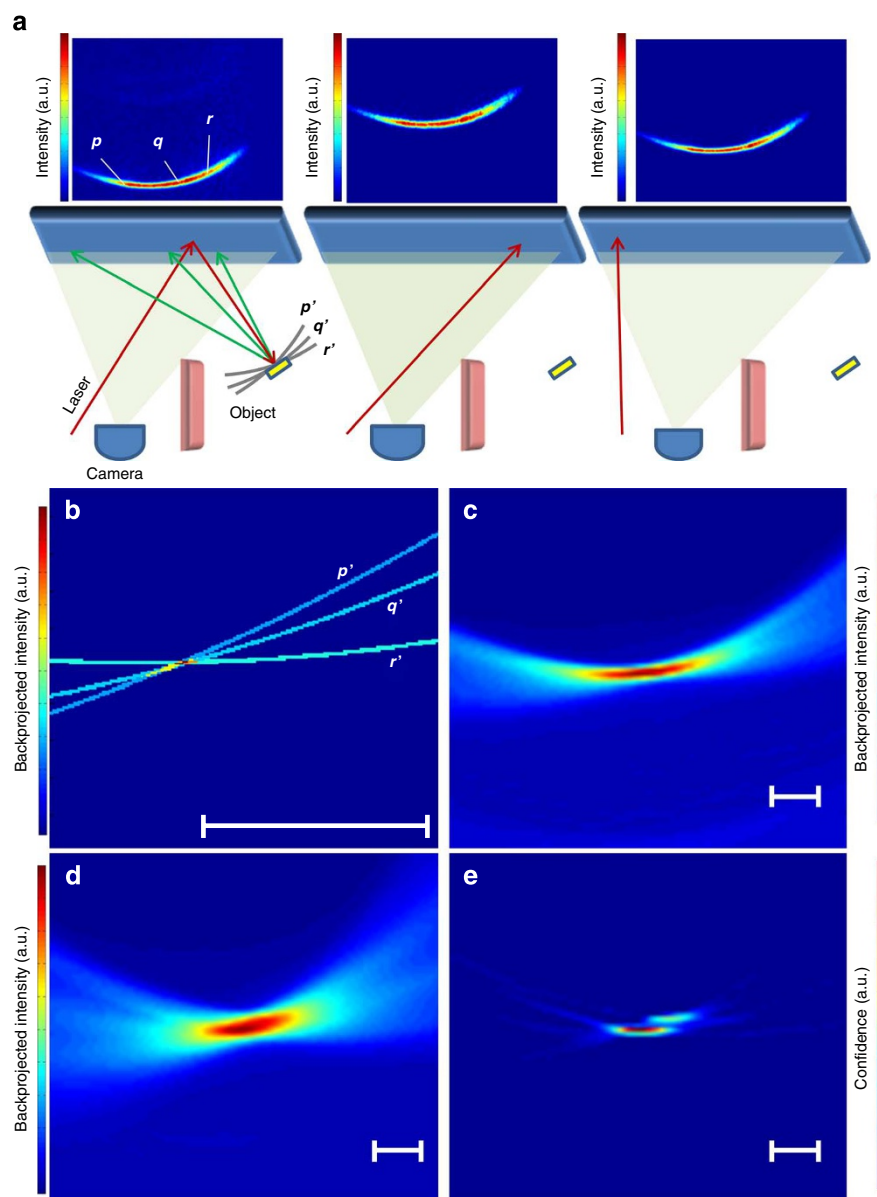 a
Intensity (a.u.)
Intensity (a.u.)
Intensity (a.u.)
p
q
r
p’
q’
r’
Laser
Object
Camera
b
Backprojected intensity (a.u.)
p’
q’
r’
c
Backprojected intensity (a.u.)
d
Backprojected intensity (a.u.)
e
Confidence (a.u.)